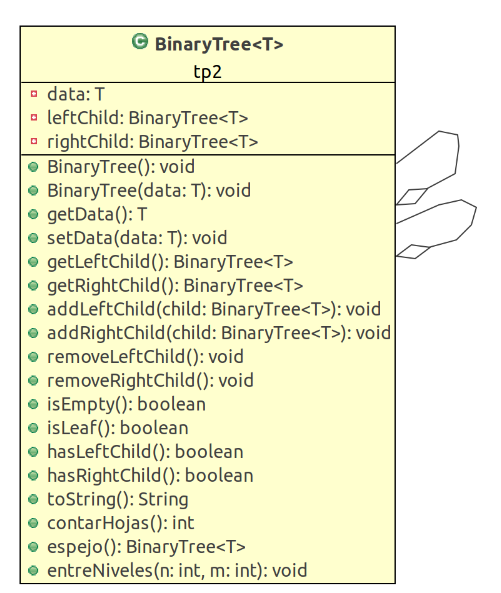 C BinaryTree<T>
tp2
data: T
leftChild: BinaryTree<T>
rightChild: BinaryTree<T>
BinaryTree(): void
BinaryTree(data: T): void
getData(): T
setData(data: T): void
getLeftChild(): BinaryTree<T>
getRightChild(): BinaryTree<T>
addLeftChild(child: BinaryTree<T>): void
addRightChild(child: BinaryTree<T>): void
removeLeftChild(): void
removeRightChild(): void
isEmpty(): boolean
isLeaf(): boolean
hasLeftChild(): boolean
hasRightChild(): boolean
toString(): String
contarHojas(): int
espejo(): BinaryTree<T>
entreNiveles(n: int, m: int): void